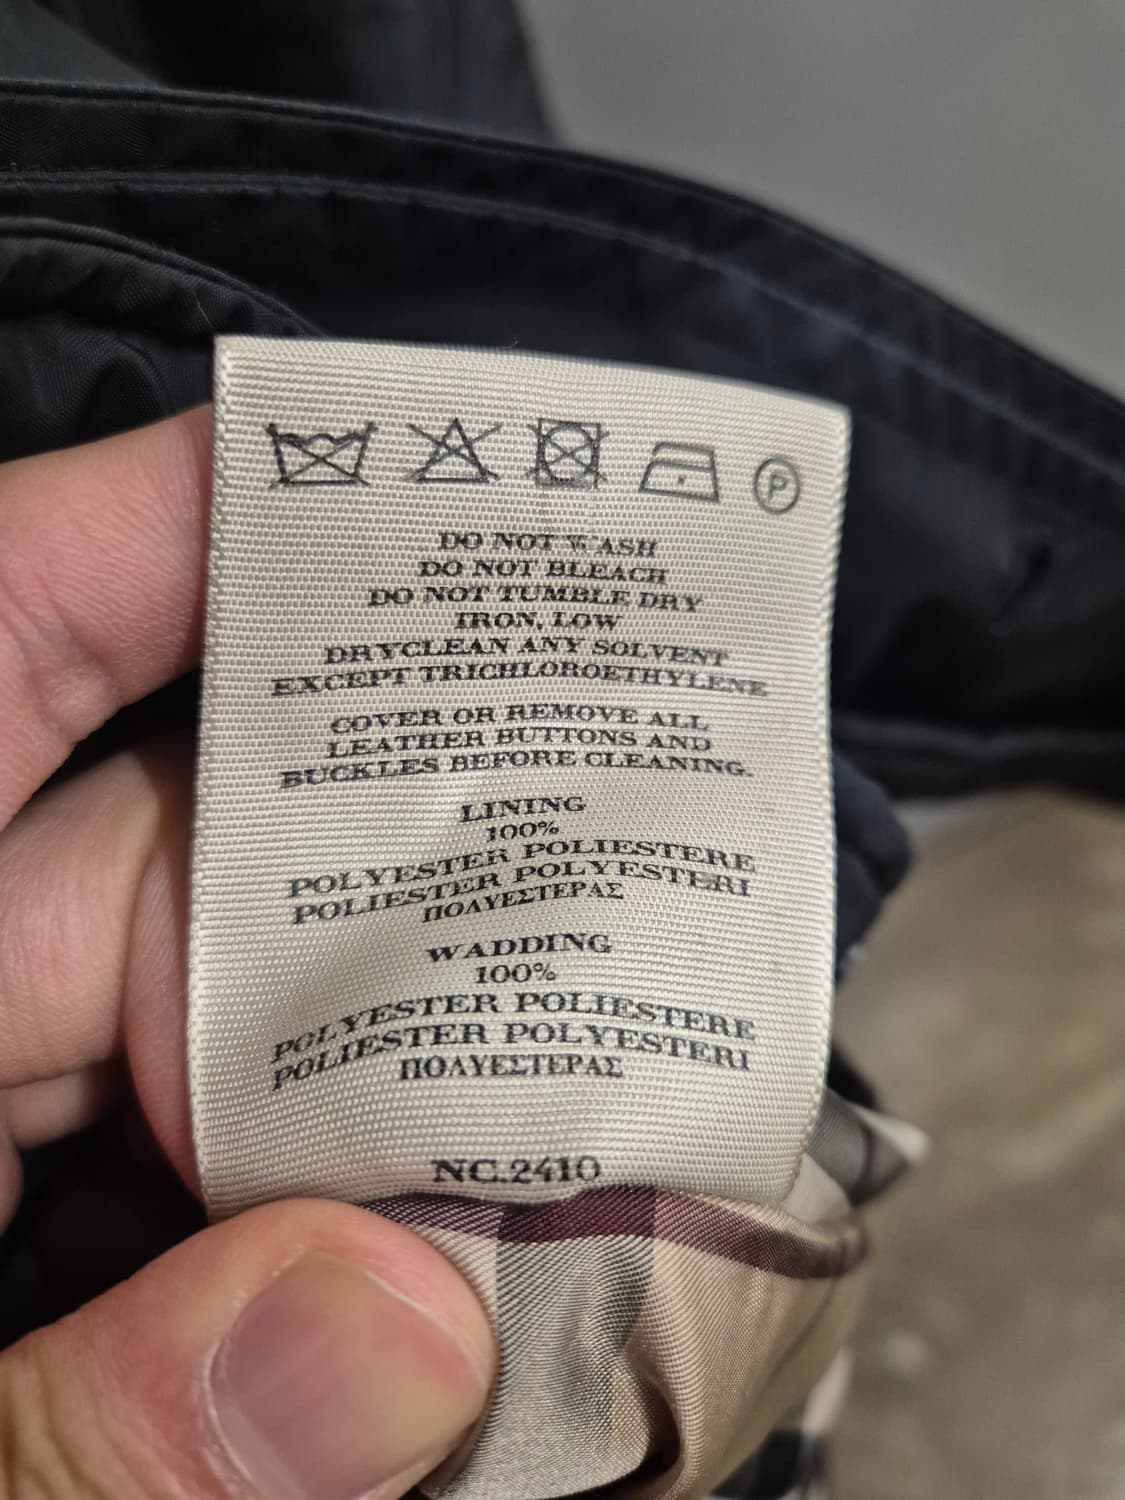 P
DO NOT WASH
DO NOT BLEACH
DO NOT TUMBLE DRY
IRON, LOW
DRYCLEAN ANY SOLVENT
EXCEPT TRICHLOROETHYLENE
COVER OR REMOVE ALL
LEATHER BUTTONS AND
BUCKLES BEFORE CLEANING.
LINING
100%
POLYESTER POLIESTERE
POLIESTER POLYESTERI
ΠΟΛΥΕΣΤΕΡΑΣ
WADDING
100%
POLYESTER POLIESTERE
POLIESTER POLYESTERI
ΠΟΛΥΕΣΤΕΡΑΣ
NC.2410